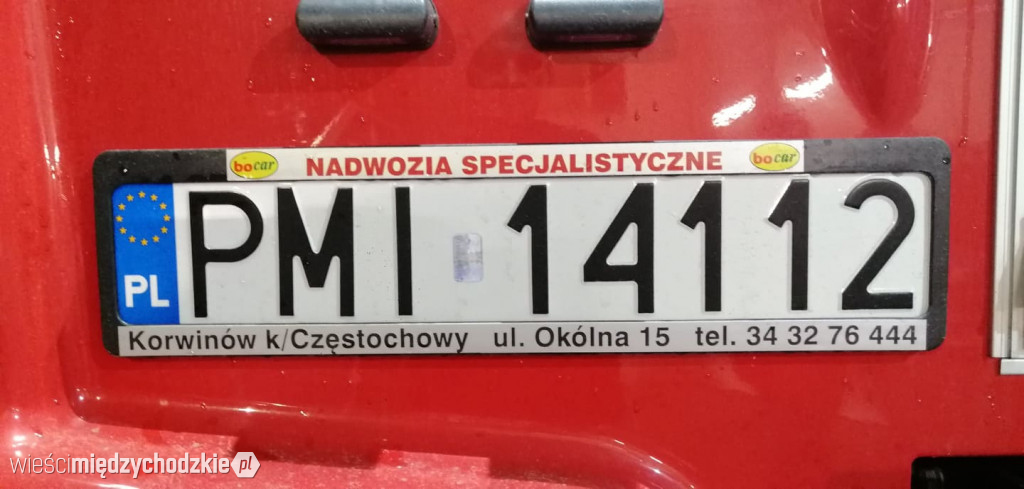 bocar NADWOZIA SPECJALISTYCZNE bocar
PL PMI 14112
Korwinów k/Częstochowy ul. Okólna 15 tel. 34 32 76 444
wieścimiędzychodzkie.pl